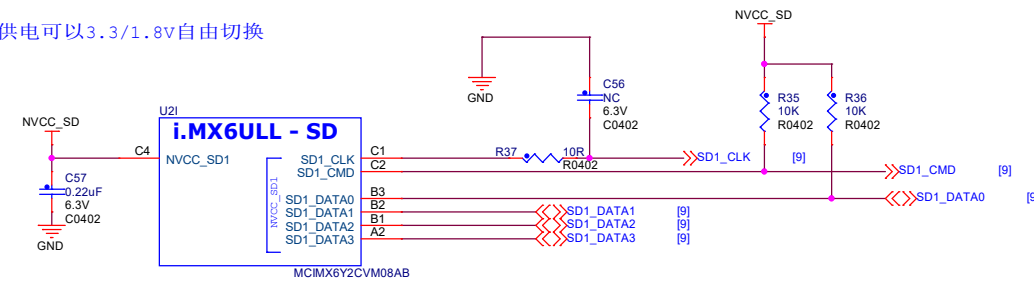 供电可以3.3/1.8V自由切换
NVCC_SD
GND
C56
NC
6.3V
C0402
R35
10K
R0402
R36
10K
R0402
U2I
i.MX6ULL - SD
NVCC_SD
C57
0.22uF
6.3V
C0402
GND
C4
NVCC_SD1
NVCC_SD1
SD1_CLK
C1
SD1_CMD
C2
SD1_DATA0
B3
SD1_DATA1
B2
SD1_DATA2
B1
SD1_DATA3
A2
R37
10R
R0402
SD1_CLK [9]
SD1_CMD [9]
SD1_DATA0
SD1_DATA1 [9]
SD1_DATA2 [9]
SD1_DATA3 [9]
MCIMX6Y2CVM08AB